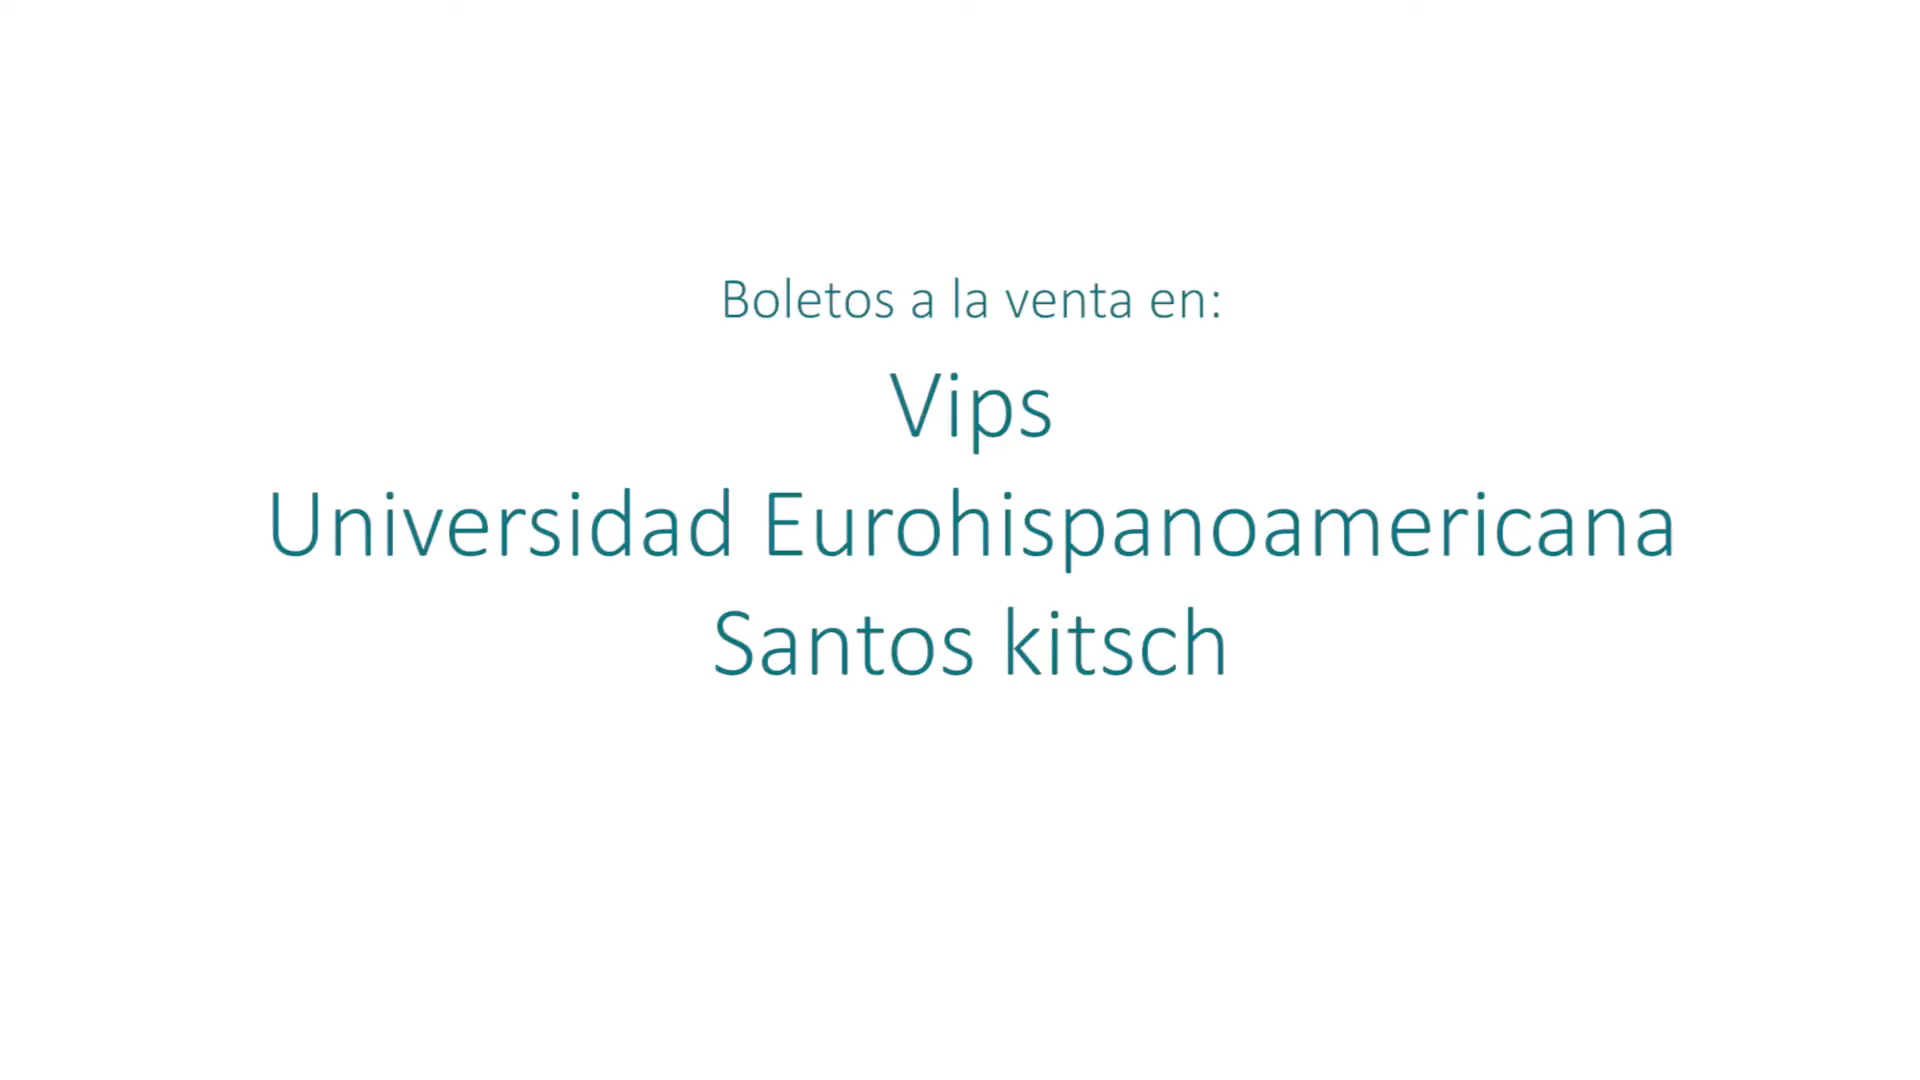 Boletos a la venta en:
Vips
Universidad Eurohispanoamericana
Santos kitsch